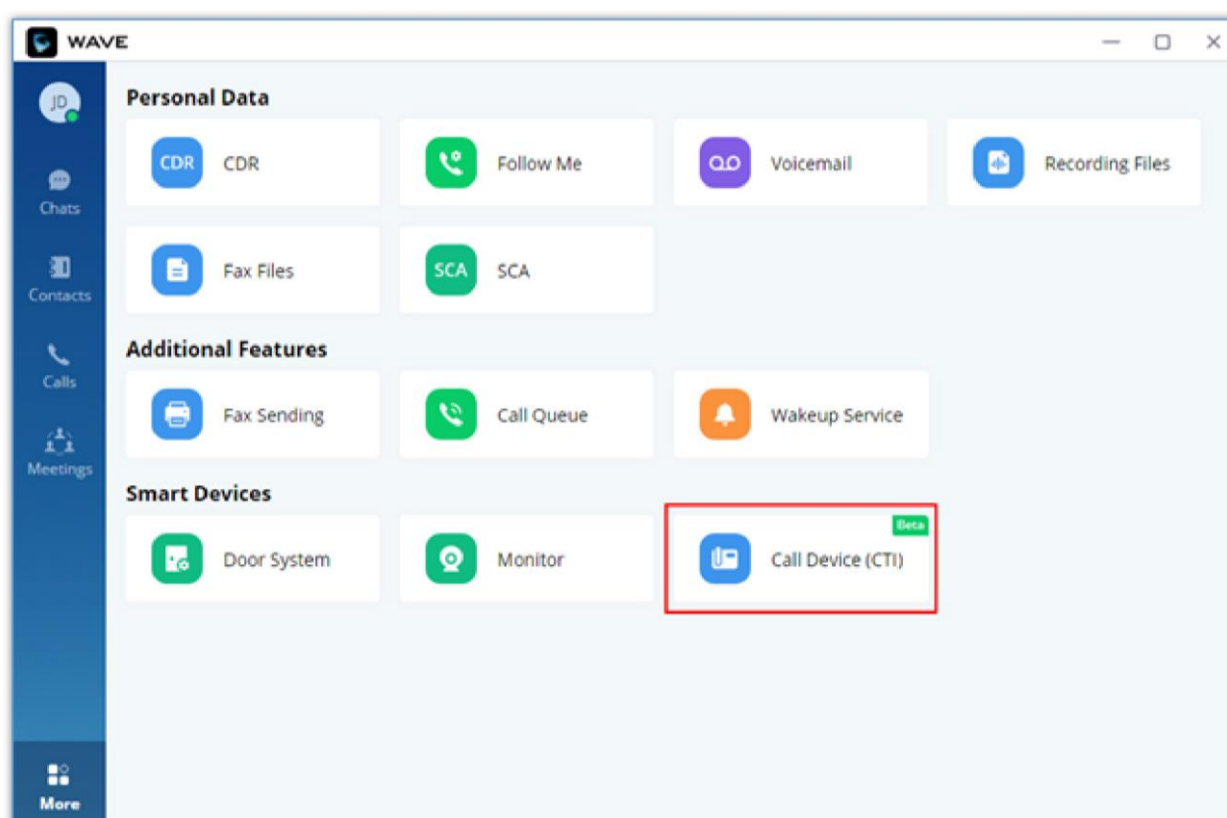 WAVE
JD
Chats
Contacts
Calls
Meetings
More
Personal Data
CDR CDR
Follow Me
Voicemail
Recording Files
Fax Files
SCA SCA
Additional Features
Fax Sending
Call Queue
Wakeup Service
Smart Devices
Door System
Monitor
Beta
Call Device (CTI)